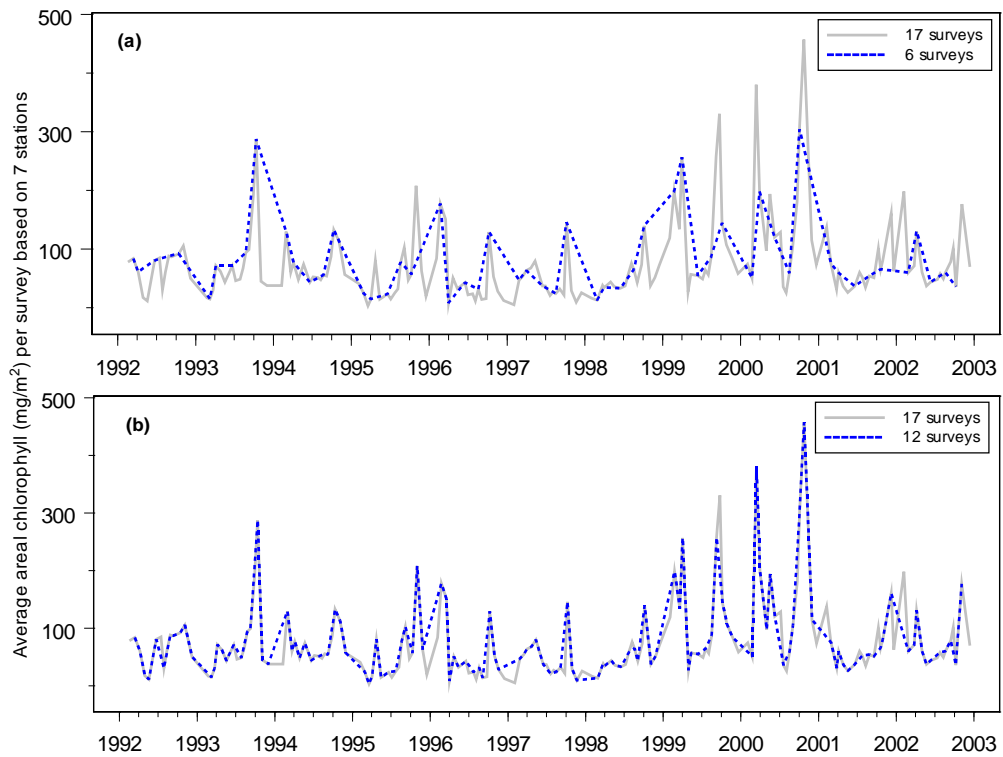 Average areal chlorophyll (mg/m²) per survey based on 7 stations
500
300
100
(a)
17 surveys
6 surveys
1992 1993 1994 1995 1996 1997 1998 1999 2000 2001 2002 2003
500
300
100
(b)
17 surveys
12 surveys
1992 1993 1994 1995 1996 1997 1998 1999 2000 2001 2002 2003